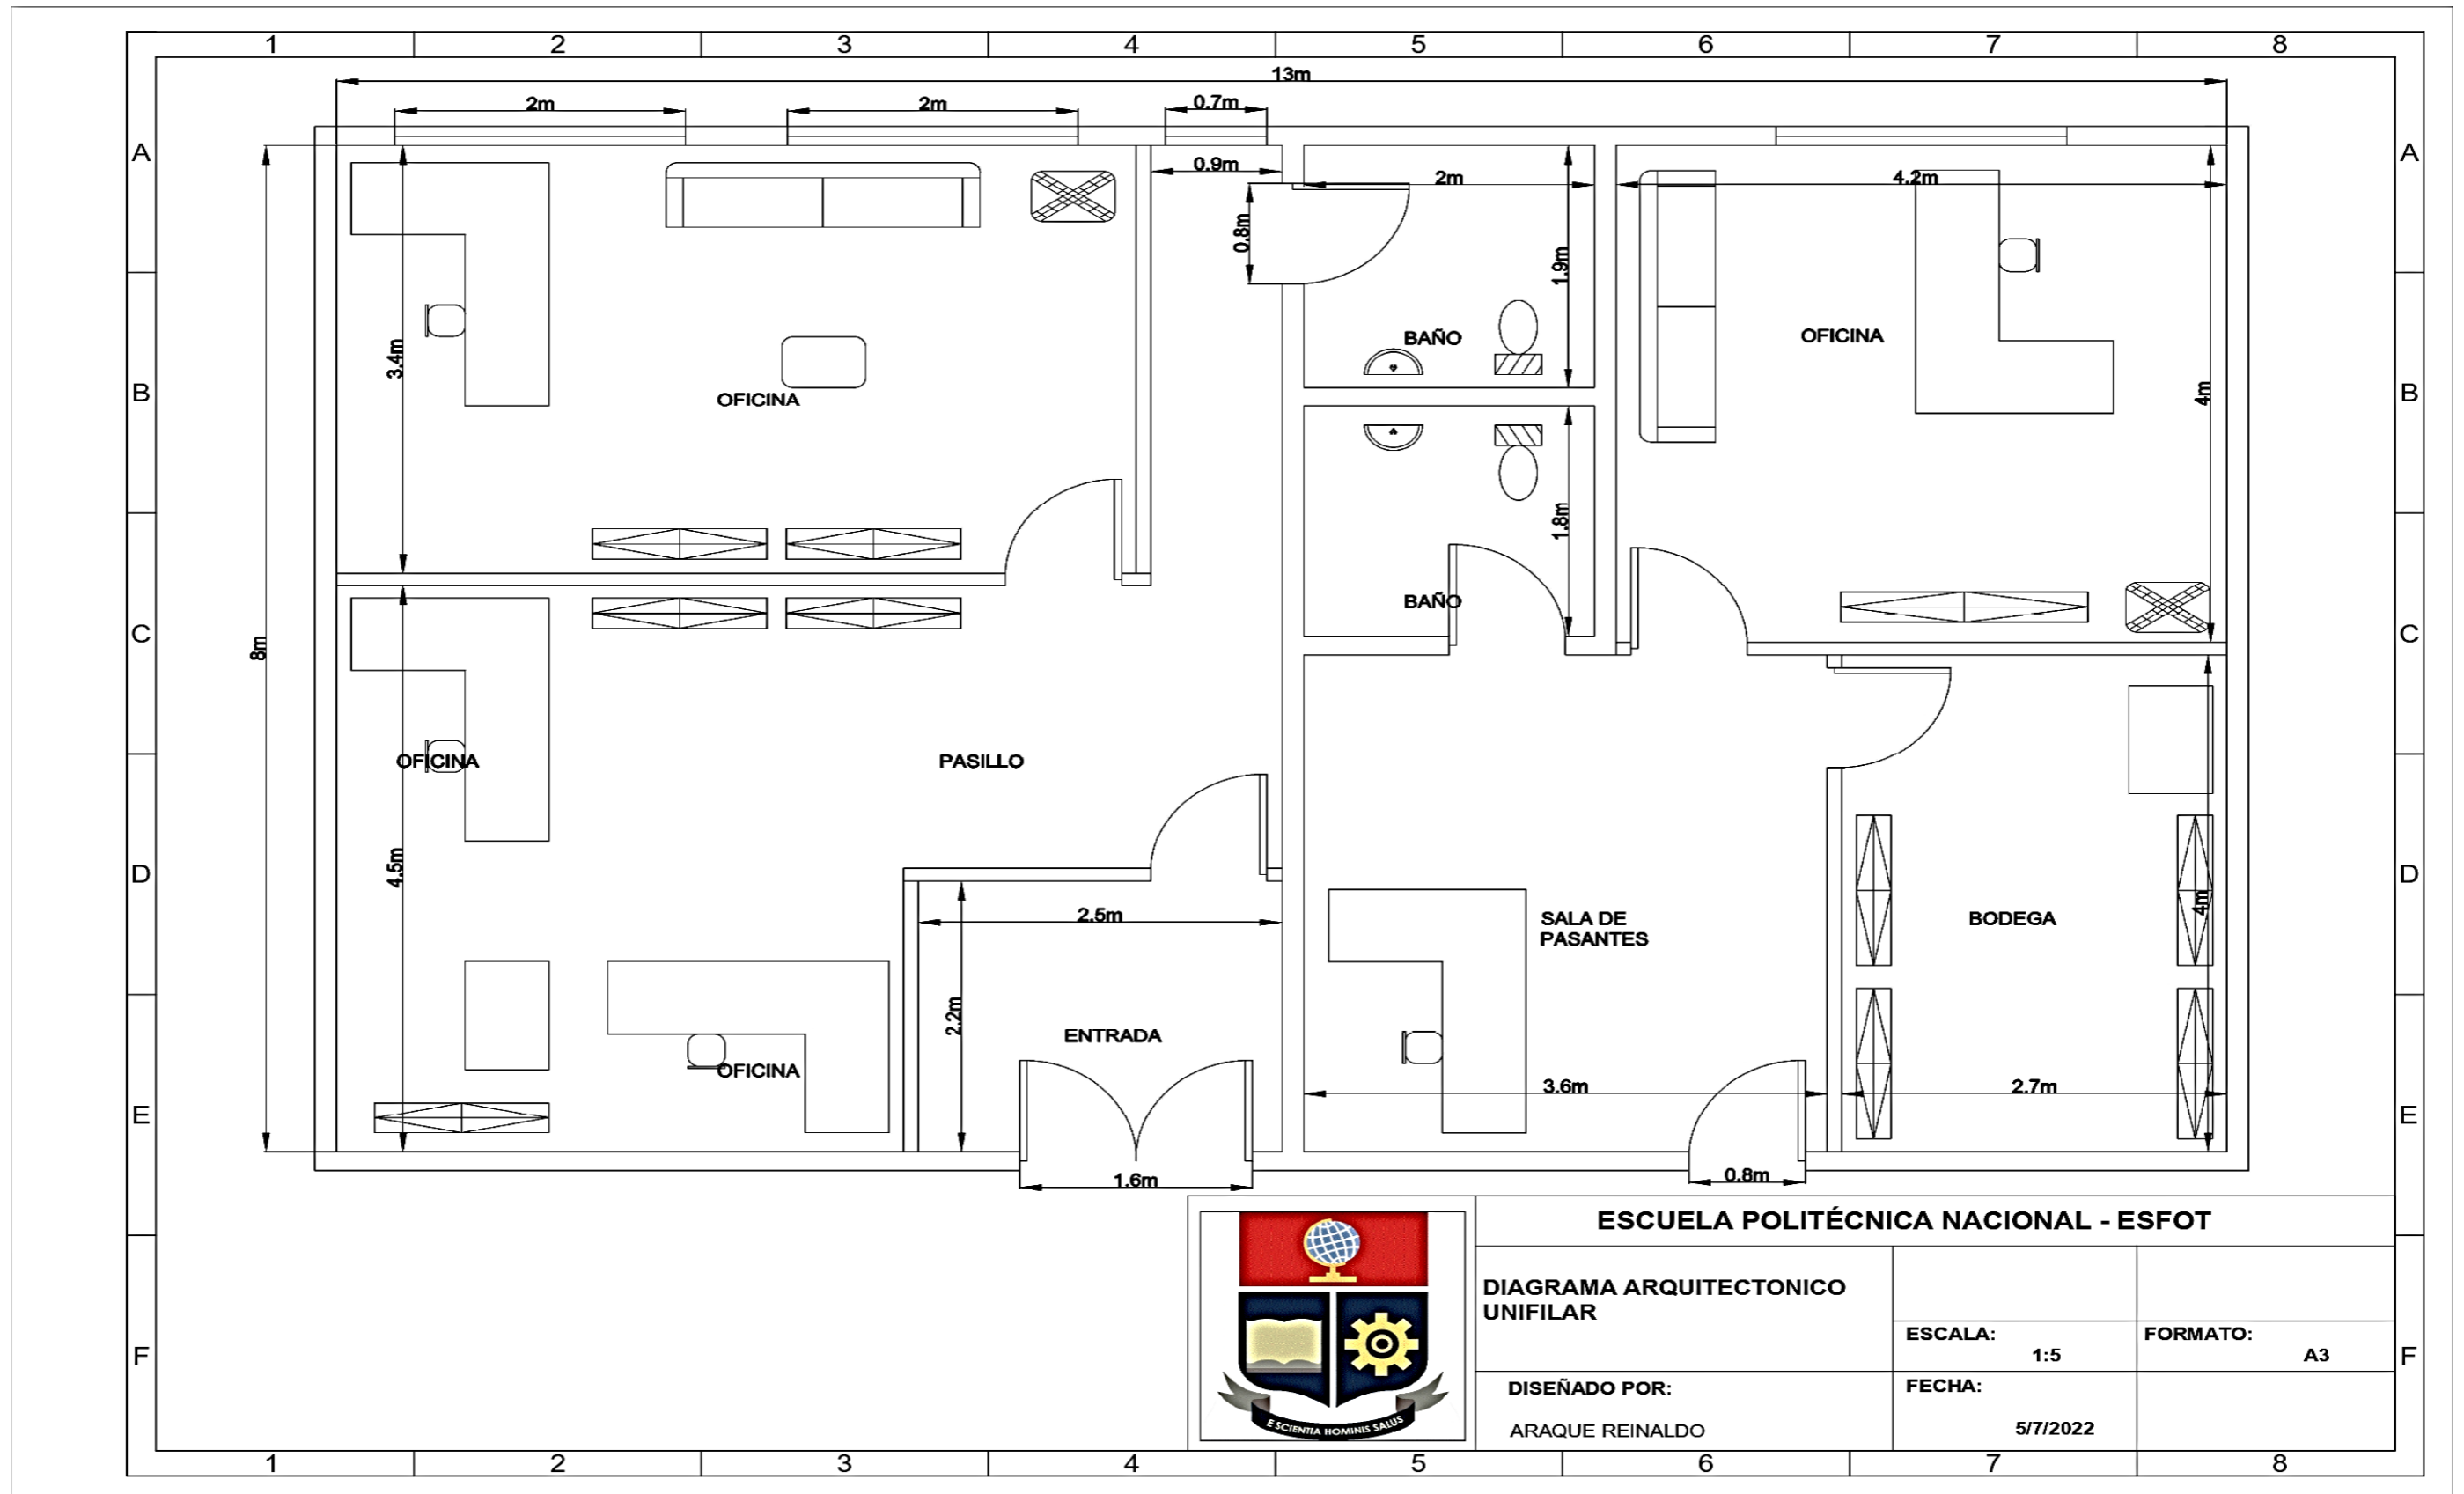 1 2 3 4 5 6 7 8
13m
2m 2m 0.7m
A A
0.9m 2m 4.2m
0.8m
1.9m
BAÑO OFICINA
3.4m
B OFICINA 4m B
1.8m
BAÑO
C C
8m
OFICINA PASILLO
4.5m
D D
4m
2.5m SALA DE BODEGA
PASANTES
2.2m
ENTRADA
OFICINA
3.6m 2.7m
E E
1.6m 0.8m
ESCUELA POLITÉCNICA NACIONAL - ESFOT
DIAGRAMA ARQUITECTONICO
UNIFILAR
ESCALA: FORMATO:
1:5 A3
F F
DISEÑADO POR: FECHA:
E SCIENTIA HOMINIS SALUS
ARAQUE REINALDO 5/7/2022
1 2 3 4 5 6 7 8